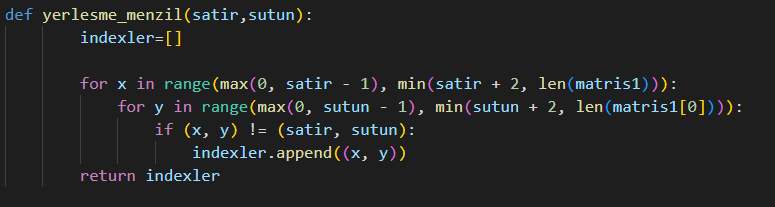 def yerlesme_menzil(satir,sutun):
indexler=[]
for x in range(max(0, satir - 1), min(satir + 2, len(matris1))):
for y in range(max(0, sutun - 1), min(sutun + 2, len(matris1[0]))):
if (x, y) != (satir, sutun):
indexler.append((x, y))
return indexler